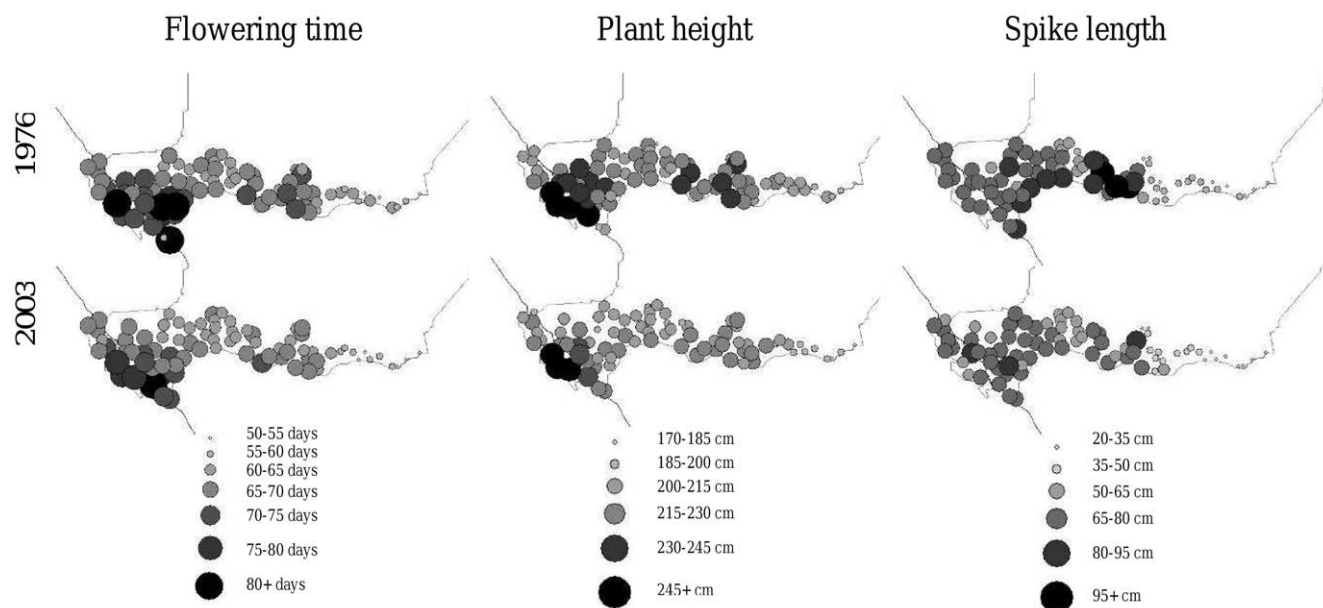 Flowering time
Plant height
Spike length
1976
2003
50-55 days
55-60 days
60-65 days
65-70 days
70-75 days
75-80 days
80+ days
170-185 cm
185-200 cm
200-215 cm
215-230 cm
230-245 cm
245+ cm
20-35 cm
35-50 cm
50-65 cm
65-80 cm
80-95 cm
95+ cm